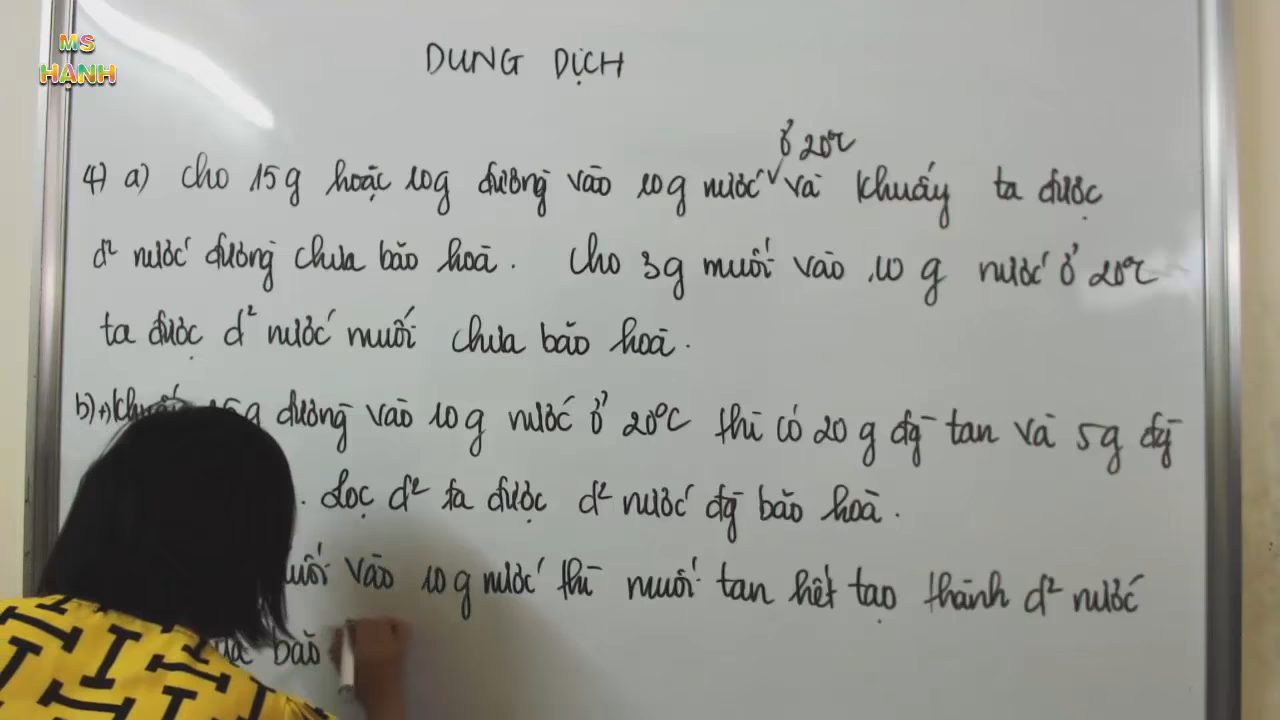 MS
HẠNH
DUNG DỊCH
ở 20°C
4) a) Cho 15g hoặc 10g đường vào 10g nước và khuấy ta được
d² nước đường chưa bão hoà. Cho 3g muối vào 10 g nước ở 20°C
ta được d² nước muối chưa bão hoà.
b) đường vào 10g nước ở 20°C thì có 20g đg tan và 5g đg
. Lọc d² ta được d² nước đg bão hoà.
vào 10g nước thì muối tan hết tạo thành d² nước
bão